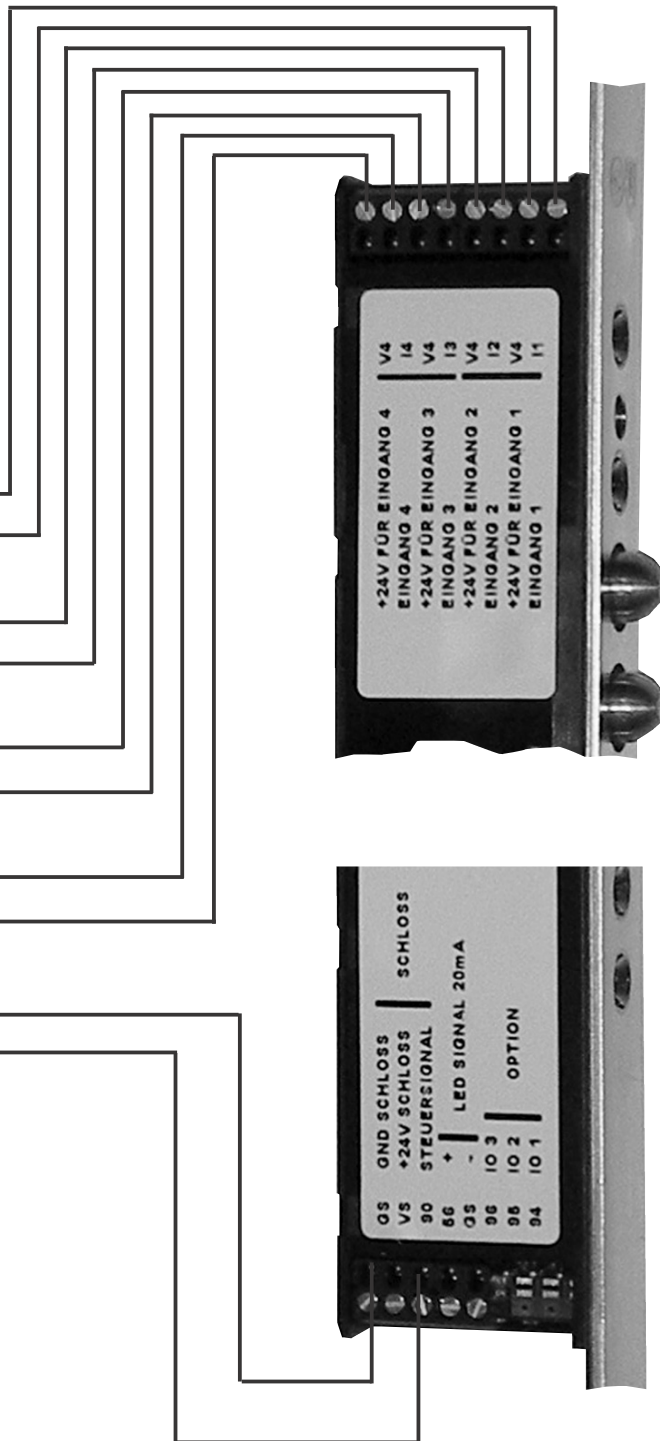 +24V FÜR EINGANG 4 V4
EINGANG 4 I4
+24V FÜR EINGANG 3 V4
EINGANG 3 I3
+24V FÜR EINGANG 2 V4
EINGANG 2 I2
+24V FÜR EINGANG 1 V4
EINGANG 1 I1
GS GND SCHLOSS
VS +24V SCHLOSS SCHLOSS
90 STEUERSIGNAL
+
LED SIGNAL 20mA
GS -
96 IO 3
95 IO 2 OPTION
94 IO 1